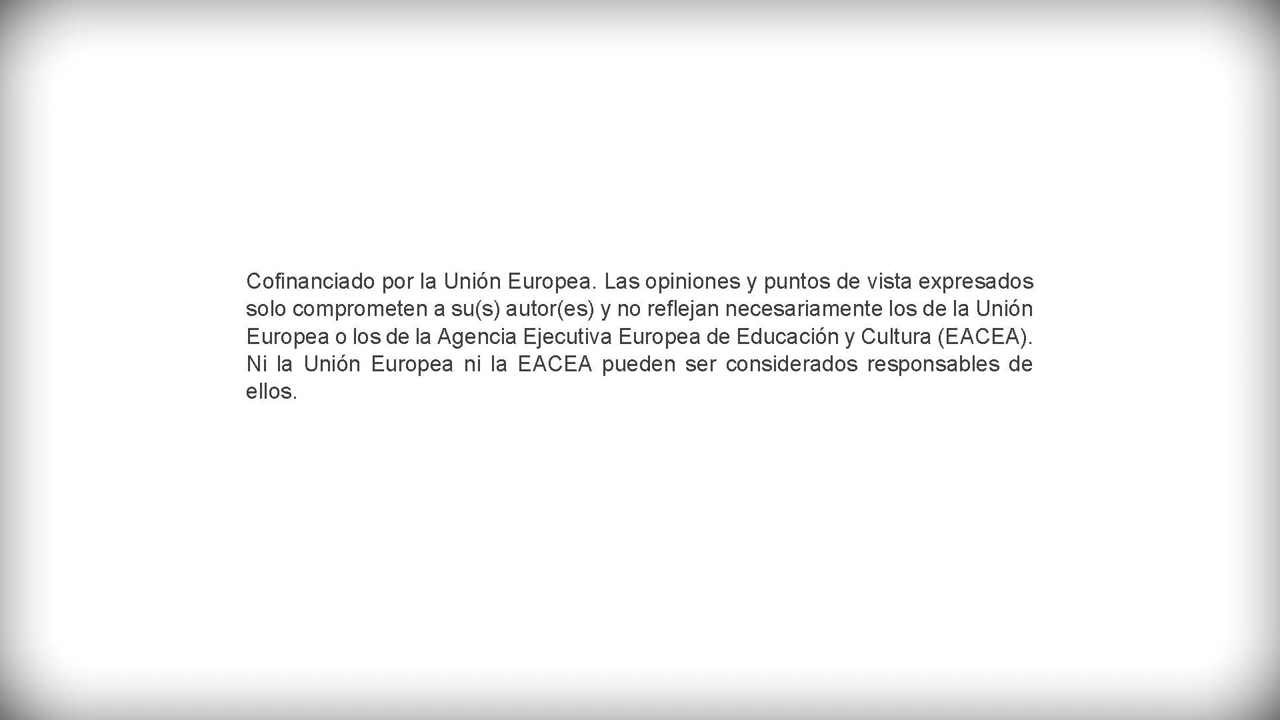 Cofinanciado por la Unión Europea. Las opiniones y puntos de vista expresados
solo comprometen a su(s) autor(es) y no reflejan necesariamente los de la Unión
Europea o los de la Agencia Ejecutiva Europea de Educación y Cultura (EACEA).
Ni la Unión Europea ni la EACEA pueden ser considerados responsables de
ellos.